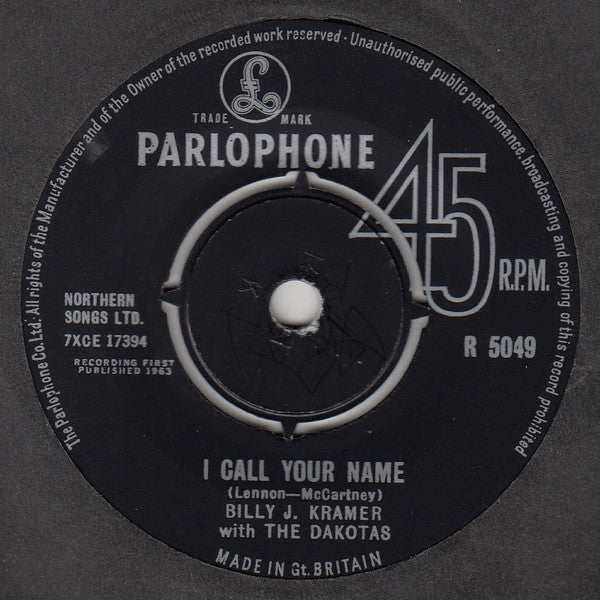 The Parlophone Co. Ltd. All rights of the Manufacturer and of the Owner of the recorded work reserved · Unauthorised public performance, broadcasting and copying of this record prohibited
£
TRADE MARK
PARLOPHONE
45
R.P.M.
NORTHERN
SONGS LTD.
7XCE 17394
R 5049
RECORDING FIRST
PUBLISHED 1963
I CALL YOUR NAME
(Lennon—McCartney)
BILLY J. KRAMER
with THE DAKOTAS
MADE IN Gt. BRITAIN